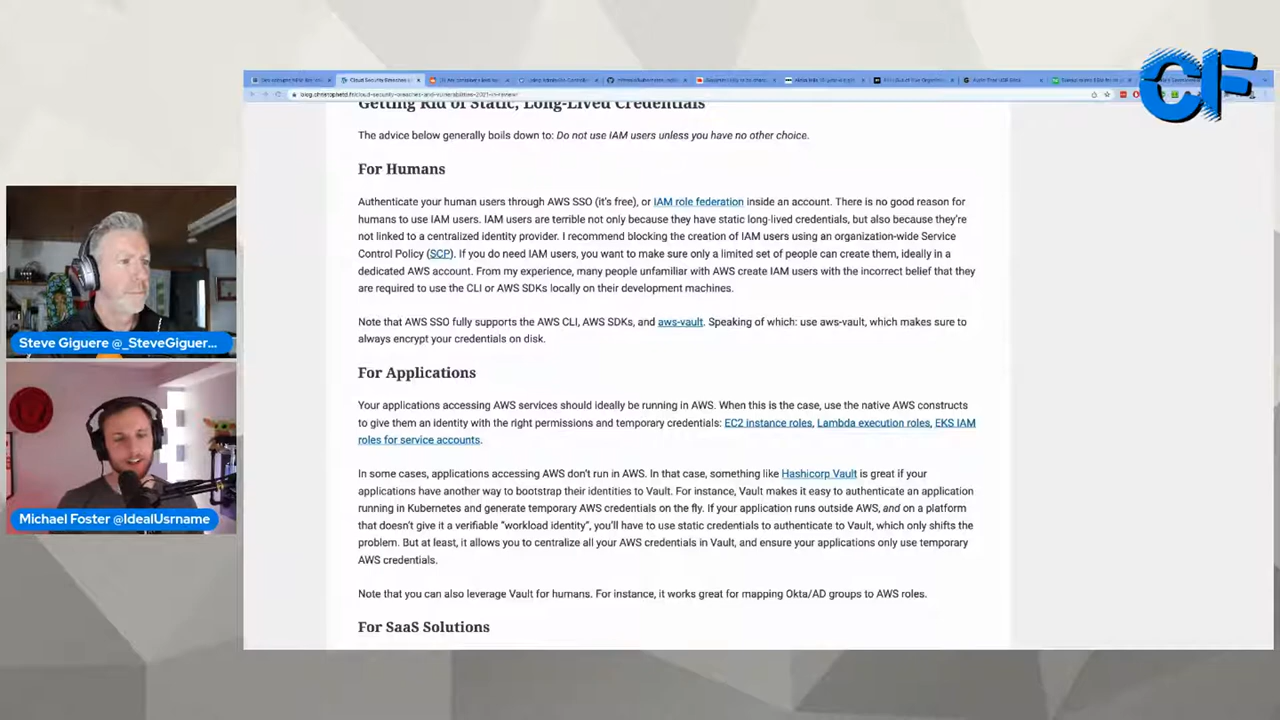 CF
Cloud Security Breaches
blog.christophetd.fr/cloud-security-breaches-and-vulnerabilities-2021-in-review/
Getting Rid of Static, Long-Lived Credentials
The advice below generally boils down to: Do not use IAM users unless you have no other choice.
For Humans
Authenticate your human users through AWS SSO (it's free), or IAM role federation inside an account. There is no good reason for
humans to use IAM users. IAM users are terrible not only because they have static long-lived credentials, but also because they're
not linked to a centralized identity provider. I recommend blocking the creation of IAM users using an organization-wide Service
Control Policy (SCP). If you do need IAM users, you want to make sure only a limited set of people can create them, ideally in a
dedicated AWS account. From my experience, many people unfamiliar with AWS create IAM users with the incorrect belief that they
are required to use the CLI or AWS SDKs locally on their development machines.
Note that AWS SSO fully supports the AWS CLI, AWS SDKs, and aws-vault. Speaking of which: use aws-vault, which makes sure to
always encrypt your credentials on disk.
For Applications
Your applications accessing AWS services should ideally be running in AWS. When this is the case, use the native AWS constructs
to give them an identity with the right permissions and temporary credentials: EC2 instance roles, Lambda execution roles, EKS IAM
roles for service accounts.
In some cases, applications accessing AWS don't run in AWS. In that case, something like Hashicorp Vault is great if your
applications have another way to bootstrap their identities to Vault. For instance, Vault makes it easy to authenticate an application
running in Kubernetes and generate temporary AWS credentials on the fly. If your application runs outside AWS, and on a platform
that doesn't give it a verifiable "workload identity", you'll have to use static credentials to authenticate to Vault, which only shifts the
problem. But at least, it allows you to centralize all your AWS credentials in Vault, and ensure your applications only use temporary
AWS credentials.
Note that you can also leverage Vault for humans. For instance, it works great for mapping Okta/AD groups to AWS roles.
For SaaS Solutions
Steve Giguere @_SteveGiguer...
Michael Foster @IdealUsrname